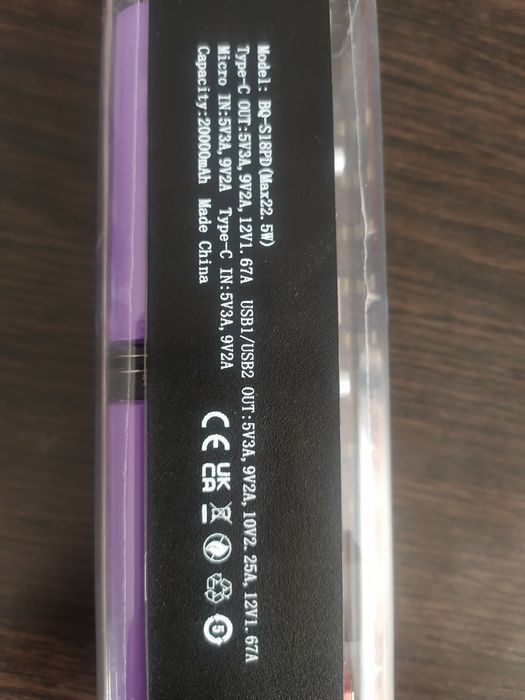 Model: BQ-S18PD(Max22.5W)
Type-C OUT:5V3A,9V2A,12V1.67A USB1/USB2 OUT:5V3A,9V2A,10V2.25A,12V1.67A
Micro IN:5V3A,9V2A Type-C IN:5V3A,9V2A
Capacity:20000mAh Made China
CE UK CA 5